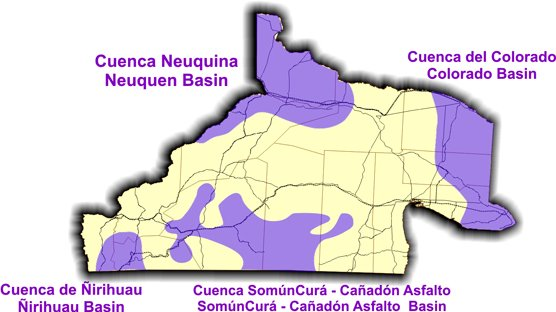 Cuenca Neuquina
Neuquen Basin
Cuenca del Colorado
Colorado Basin
Cuenca de Ñirihuau
Ñirihuau Basin
Cuenca SomúnCurá - Cañadón Asfalto
SomúnCurá - Cañadón Asfalto Basin